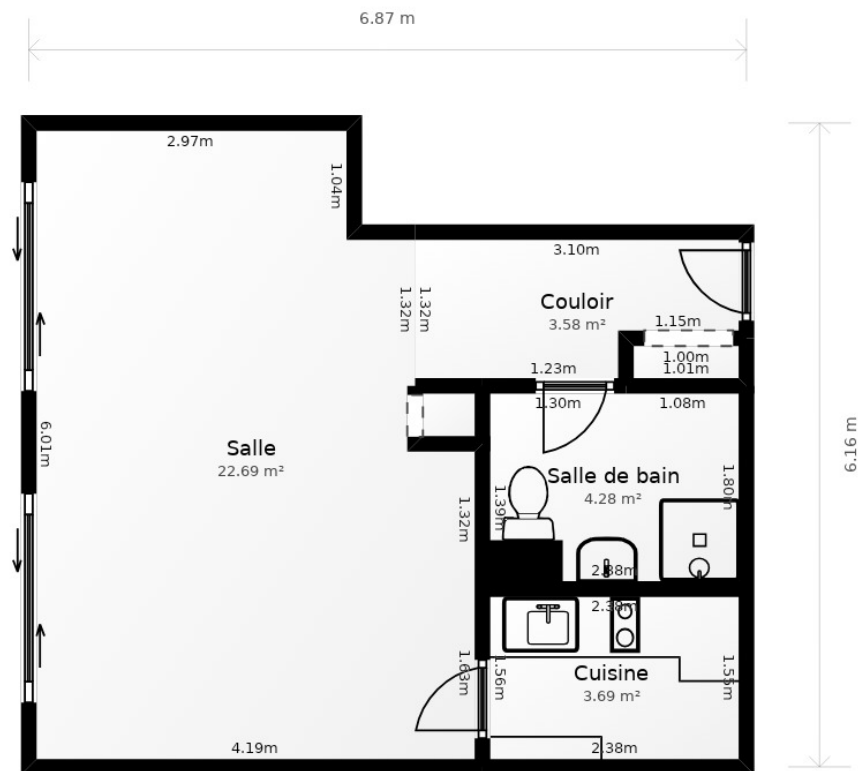 6.87 m
2.97m
1.04m
3.10m
1.32m
1.32m
Couloir
3.58 m²
1.15m
1.00m
1.01m
1.23m
1.30m
1.08m
6.16 m
6.01m
Salle
22.69 m²
Salle de bain
4.28 m²
1.80m
1.39m
1.32m
2.38m
2.38m
Cuisine
3.69 m²
1.63m
1.56m
1.55m
4.19m
2.38m